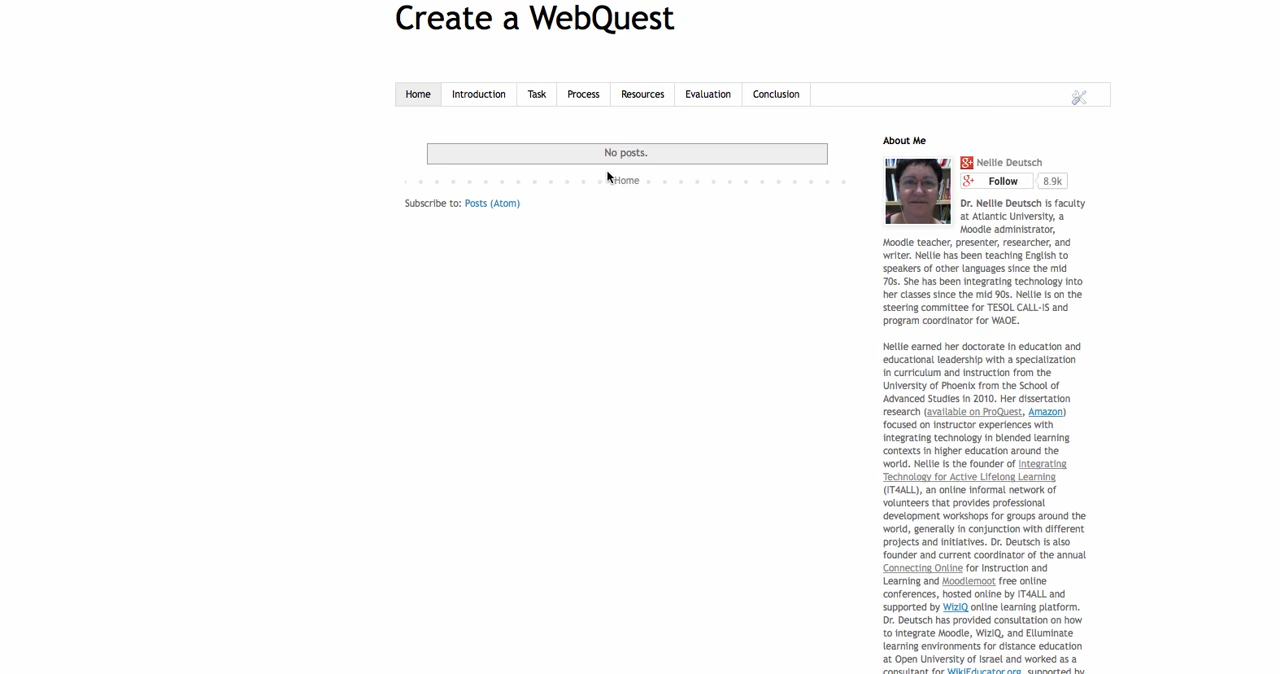 Create a WebQuest
Home Introduction Task Process Resources Evaluation Conclusion
No posts.
Home
Subscribe to: Posts (Atom)
About Me
Nellie Deutsch
Follow 8.9k
Dr. Nellie Deutsch is faculty
at Atlantic University, a
Moodle administrator,
Moodle teacher, presenter, researcher, and
writer. Nellie has been teaching English to
speakers of other languages since the mid
70s. She has been integrating technology into
her classes since the mid 90s. Nellie is on the
steering committee for TESOL CALL-IS and
program coordinator for WAOE.
Nellie earned her doctorate in education and
educational leadership with a specialization
in curriculum and instruction from the
University of Phoenix from the School of
Advanced Studies in 2010. Her dissertation
research (available on ProQuest, Amazon)
focused on instructor experiences with
integrating technology in blended learning
contexts in higher education around the
world. Nellie is the founder of Integrating
Technology for Active Lifelong Learning
(IT4ALL), an online informal network of
volunteers that provides professional
development workshops for groups around the
world, generally in conjunction with different
projects and initiatives. Dr. Deutsch is also
founder and current coordinator of the annual
Connecting Online for Instruction and
Learning and Moodlemoot free online
conferences, hosted online by IT4ALL and
supported by WizIQ online learning platform.
Dr. Deutsch has provided consultation on how
to integrate Moodle, WiziQ, and Elluminate
learning environments for distance education
at Open University of Israel and worked as a
consultant for WikiEducator.org, supported by